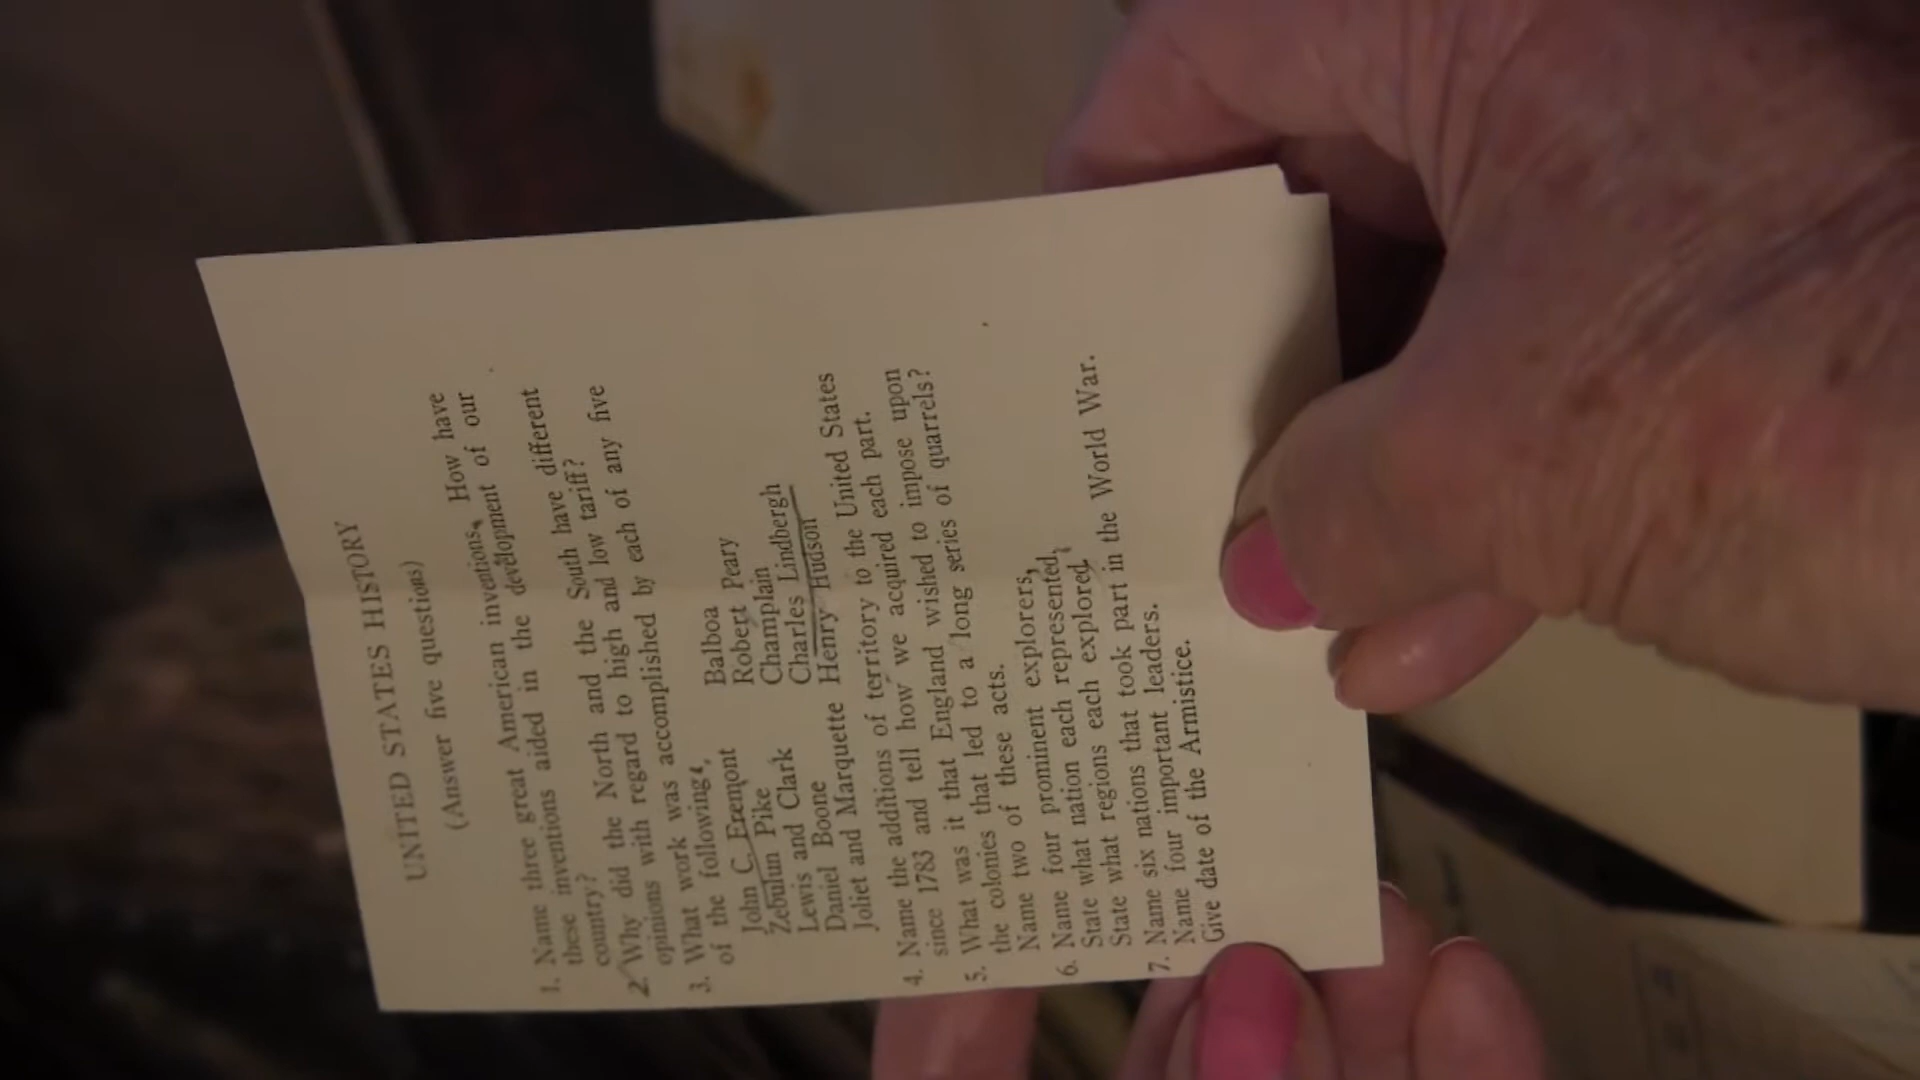 UNITED STATES HISTORY
(Answer five questions)
1. Name three great American inventions. How have
these inventions aided in the development of our
country?
2. Why did the North and the South have different
opinions with regard to high and low tariff?
3. What work was accomplished by each of any five
of the following:
John C. Fremont Balboa
Zebulun Pike Robert Peary
Lewis and Clark Champlain
Daniel Boone Charles Lindbergh
Joliet and Marquette Henry Hudson
4. Name the additions of territory to the United States
since 1783 and tell how we acquired each part.
5. What was it that England wished to impose upon
the colonies that led to a long series of quarrels?
Name two of these acts.
6. Name four prominent explorers,
State what nation each represented,
State what regions each explored.
7. Name six nations that took part in the World War.
Name four important leaders.
Give date of the Armistice.